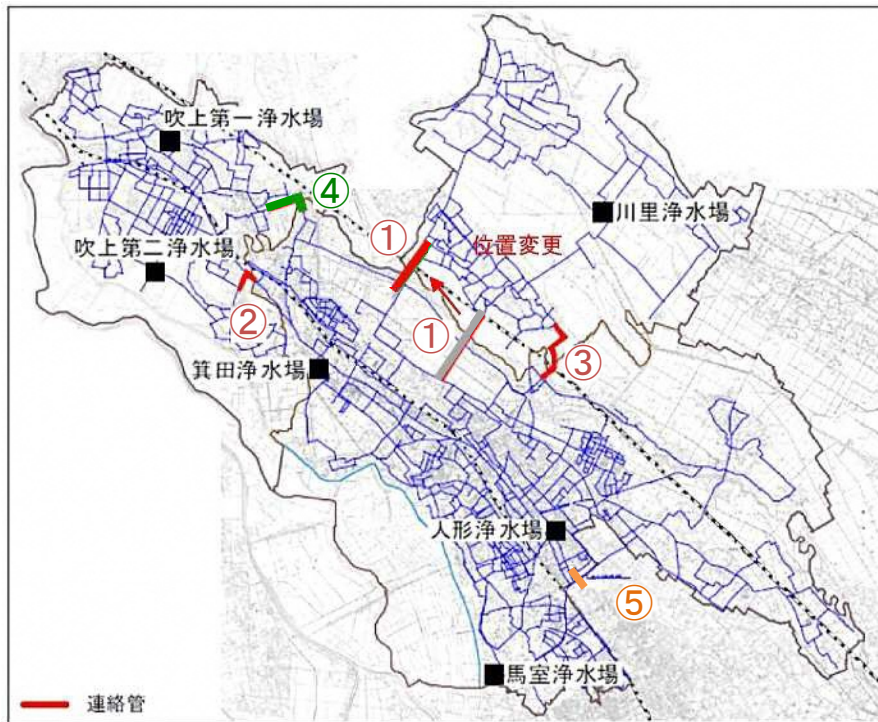 吹上第一浄水場
④
川里浄水場
①
位置変更
吹上第二浄水場
②
①
③
箕田浄水場
人形浄水場
⑤
馬室浄水場
連絡管